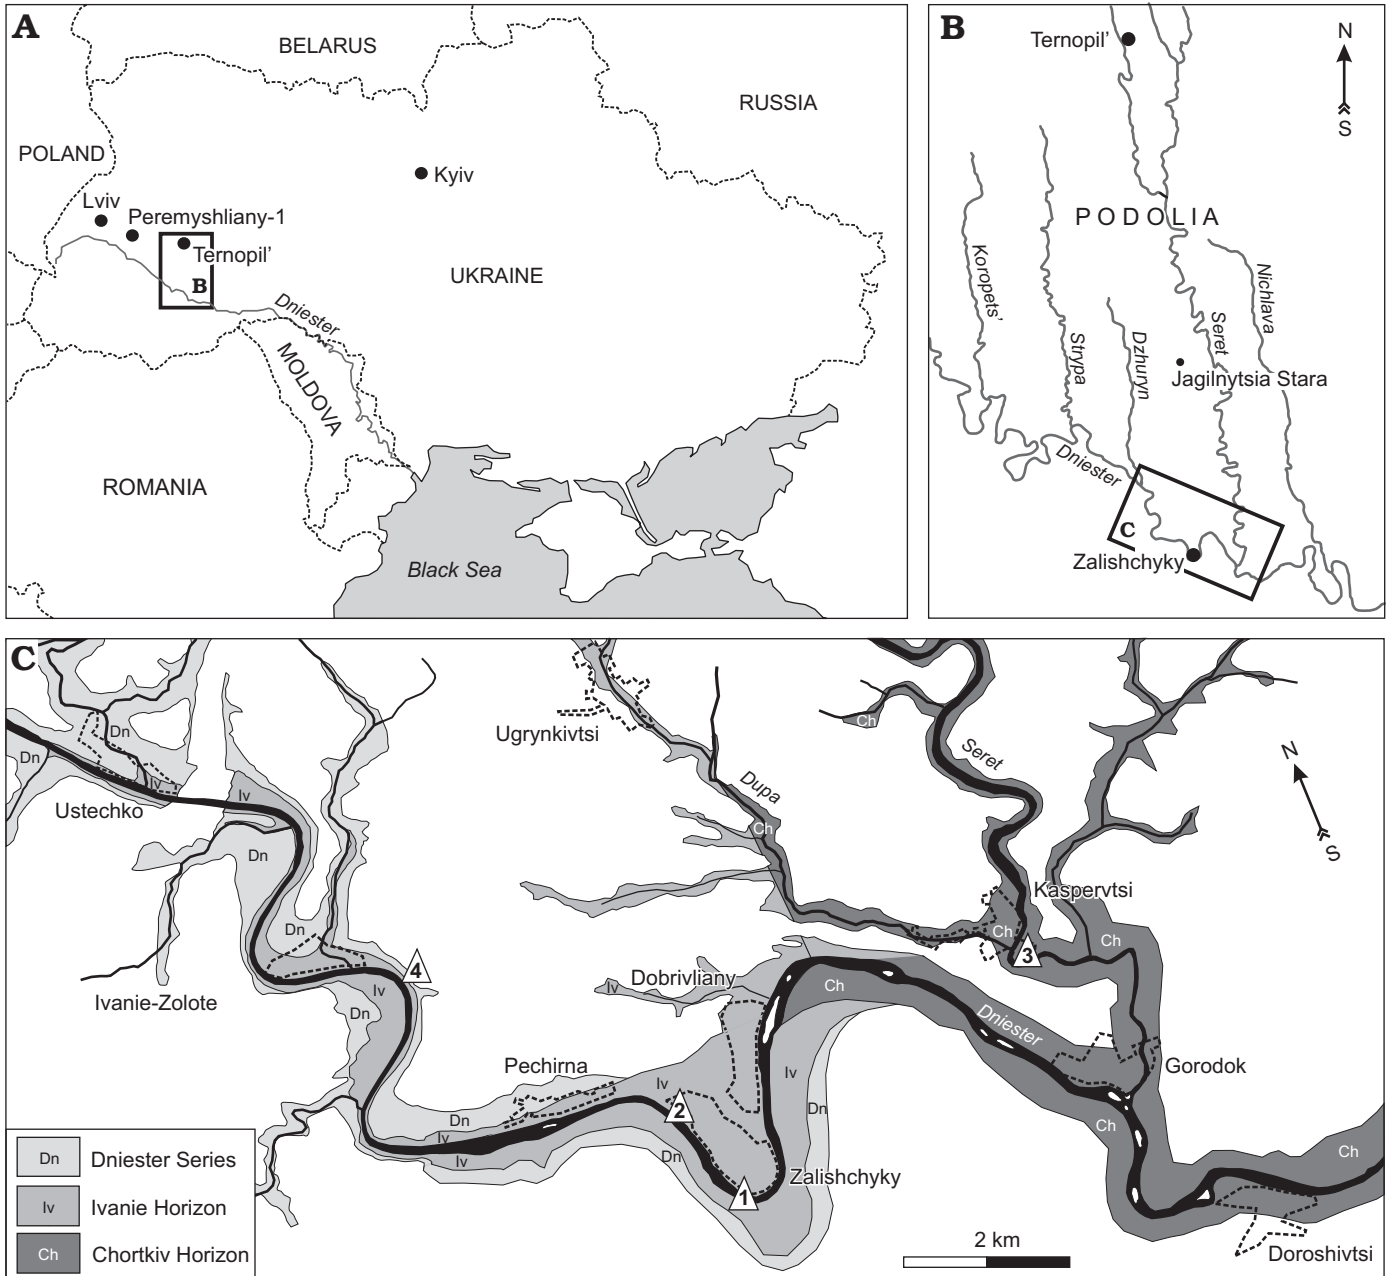 A
BELARUS
RUSSIA
POLAND
Kyiv
Lviv
Peremyshliany-1
Ternopil’
UKRAINE
B
Dniester
MOLDOVA
ROMANIA
Black Sea
B
Ternopil’
N
S
PODOLIA
Koropets’
Nichlava
Seret
Strypa
Dzhuryn
Jagilnytsia Stara
Dniester
C
Zalishchyky
C
Ugrynkivtsi
Ch
Dn
Dn
Seret
N
S
Iv
Iv
Dupa
Ustechko
Ch
Dn
Kaspervtsi
Dn
Ch
Ch
3
4
Dobrivliany
Iv
Iv
Ch
Ivanie-Zolote
Dn
Dniester
Pechirna
Gorodok
Iv
Iv
2
Dn
Dn
Ch
Iv
Iv
Dn
Ch
Zalishchyky
1
Dn Dniester Series
Iv Ivanie Horizon
Ch Chortkiv Horizon
2 km
Doroshivtsi